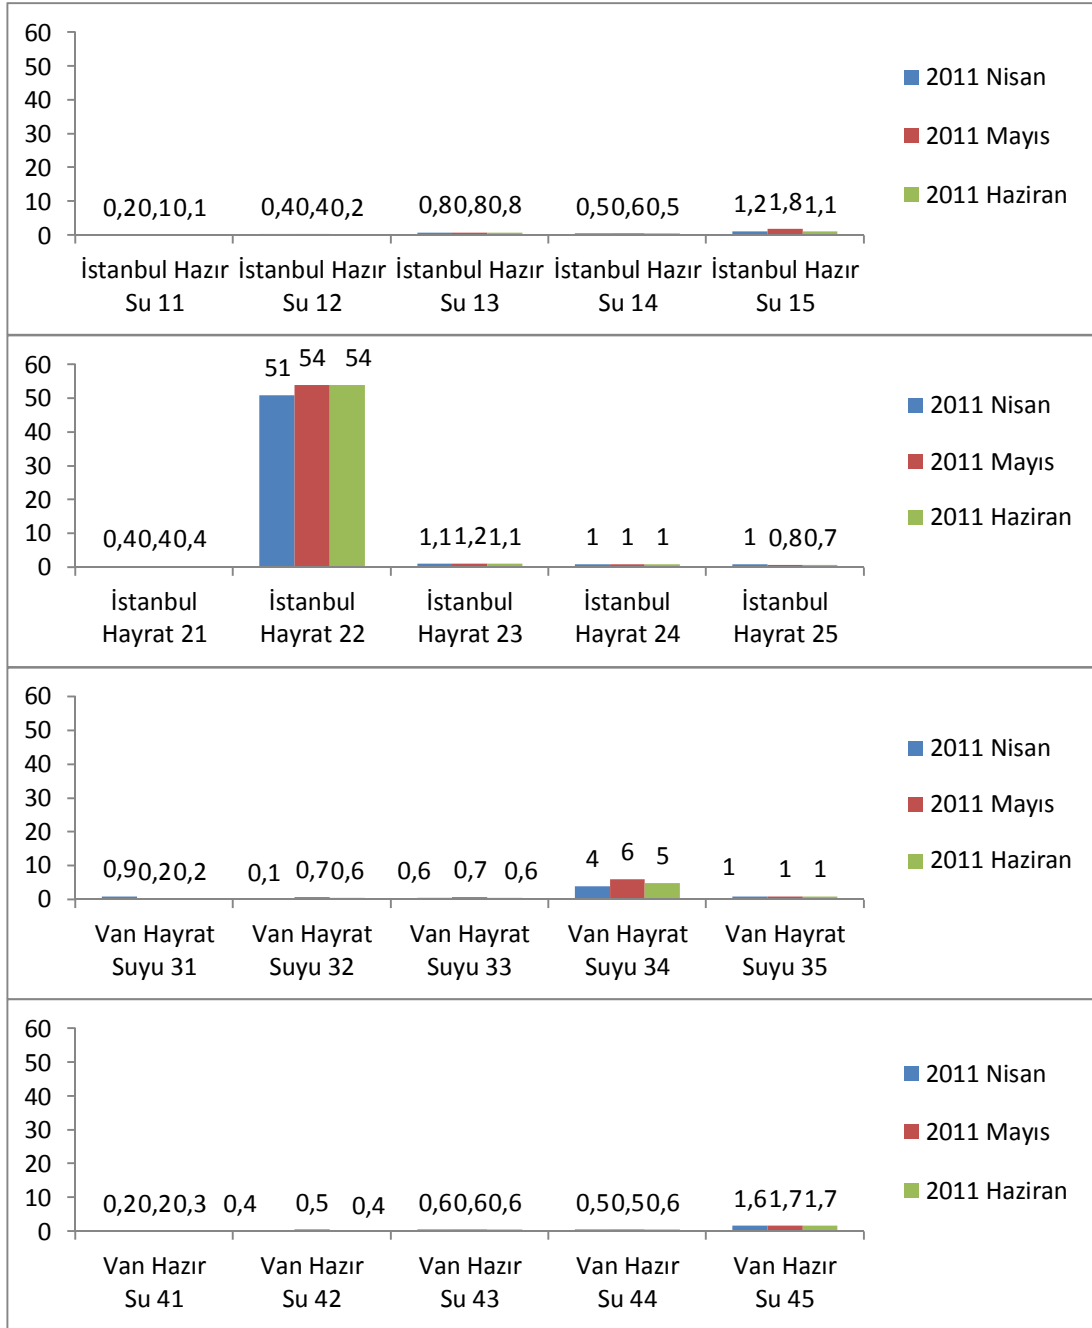 60
50
40
30
20
10
0
0,20,10,1 0,40,40,2 0,80,80,8 0,50,60,5 1,21,81,1
İstanbul Hazır İstanbul Hazır İstanbul Hazır İstanbul Hazır İstanbul Hazır
Su 11 Su 12 Su 13 Su 14 Su 15
2011 Nisan
2011 Mayıs
2011 Haziran
60
50
40
30
20
10
0
0,40,40,4 51 54 54 1,11,21,1 1 1 1 1 0,80,7
İstanbul İstanbul İstanbul İstanbul İstanbul
Hayrat 21 Hayrat 22 Hayrat 23 Hayrat 24 Hayrat 25
2011 Nisan
2011 Mayıs
2011 Haziran
60
50
40
30
20
10
0
0,90,20,2 0,1 0,70,6 0,6 0,7 0,6 4 6 5 1 1 1
Van Hayrat Van Hayrat Van Hayrat Van Hayrat Van Hayrat
Suyu 31 Suyu 32 Suyu 33 Suyu 34 Suyu 35
2011 Nisan
2011 Mayıs
2011 Haziran
60
50
40
30
20
10
0
0,20,20,3 0,4 0,5 0,4 0,60,60,6 0,50,50,6 1,61,71,7
Van Hazır Van Hazır Van Hazır Van Hazır Van Hazır
Su 41 Su 42 Su 43 Su 44 Su 45
2011 Nisan
2011 Mayıs
2011 Haziran